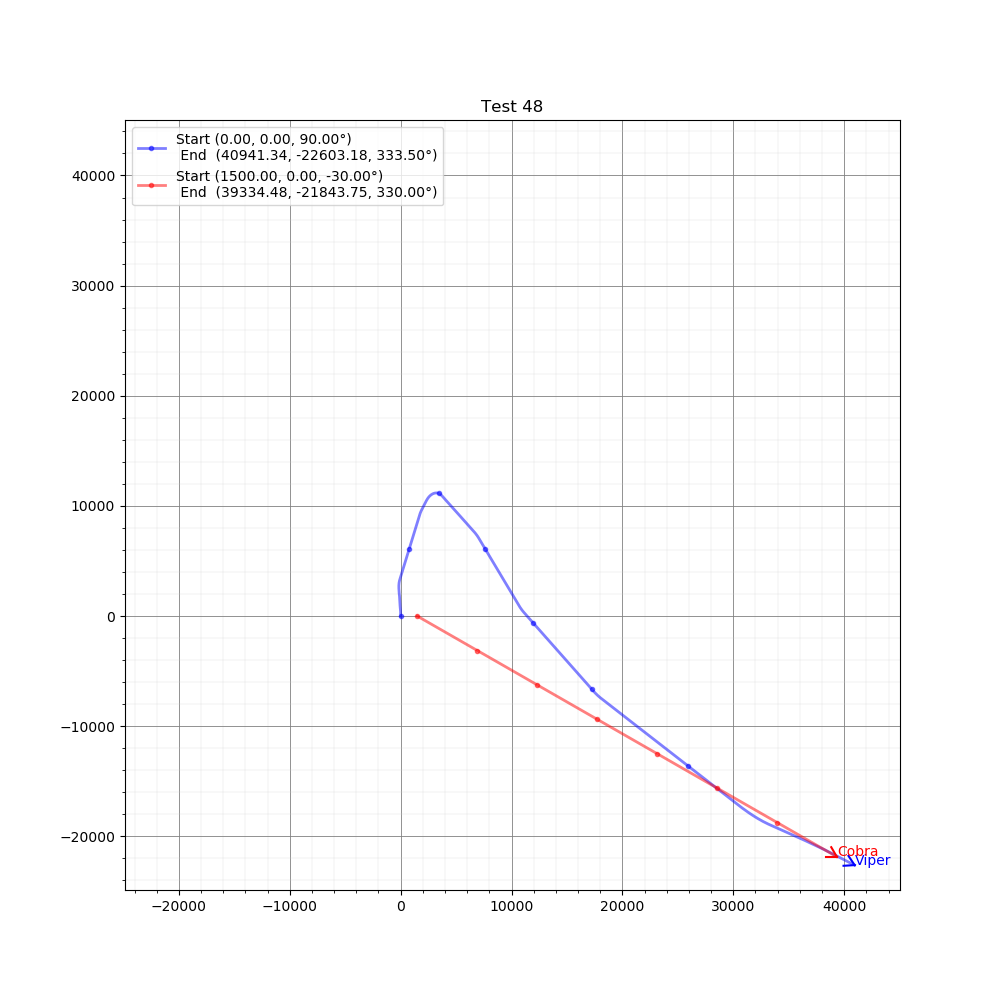 Test 48
Start (0.00, 0.00, 90.00°)
End  (40941.34, -22603.18, 333.50°)
Start (1500.00, 0.00, -30.00°)
End  (39334.48, -21843.75, 330.00°)
40000
30000
20000
10000
0
−10000
−20000
Cobra
Viper
−20000 −10000 0 10000 20000 30000 40000